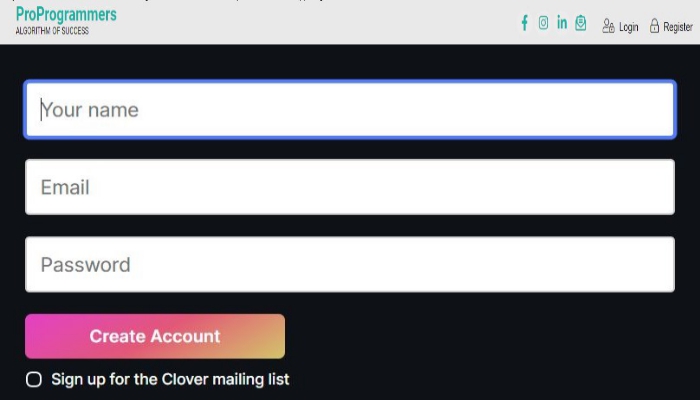 ProProgrammers
ALGORITHM OF SUCCESS
Login Register
Your name
Email
Password
Create Account
Sign up for the Clover mailing list